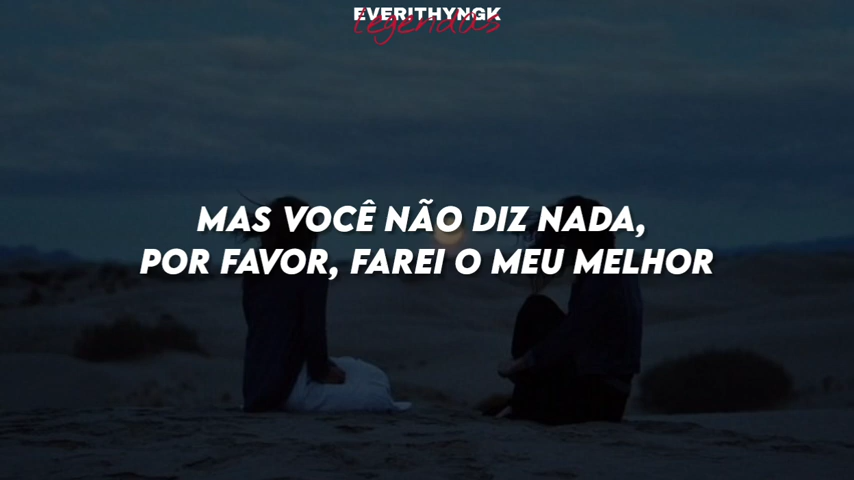 EVERITHYNGK
legendas
MAS VOCÊ NÃO DIZ NADA,
POR FAVOR, FAREI O MEU MELHOR